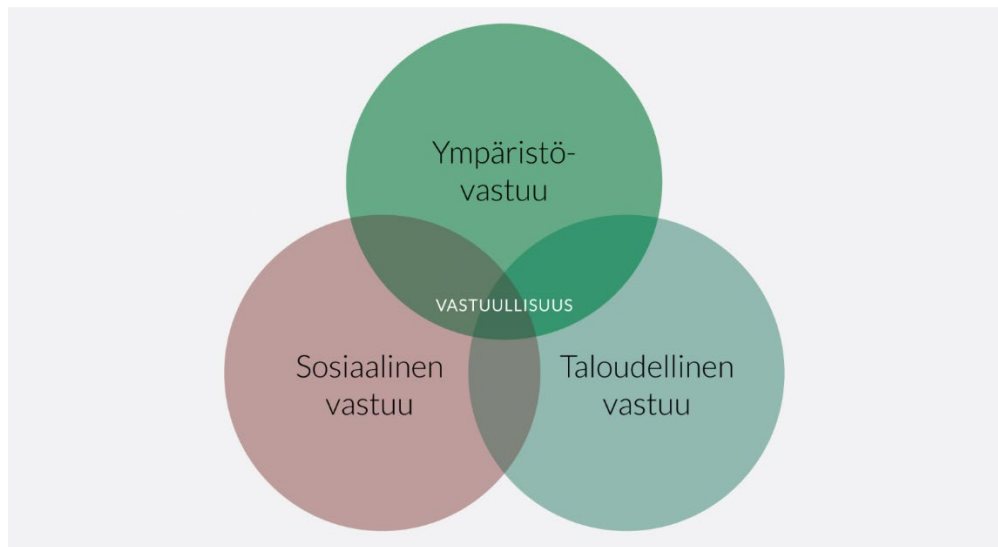 Ympäristö-
vastuu
VASTUULLISUUS
Sosiaalinen
vastuu
Taloudellinen
vastuu